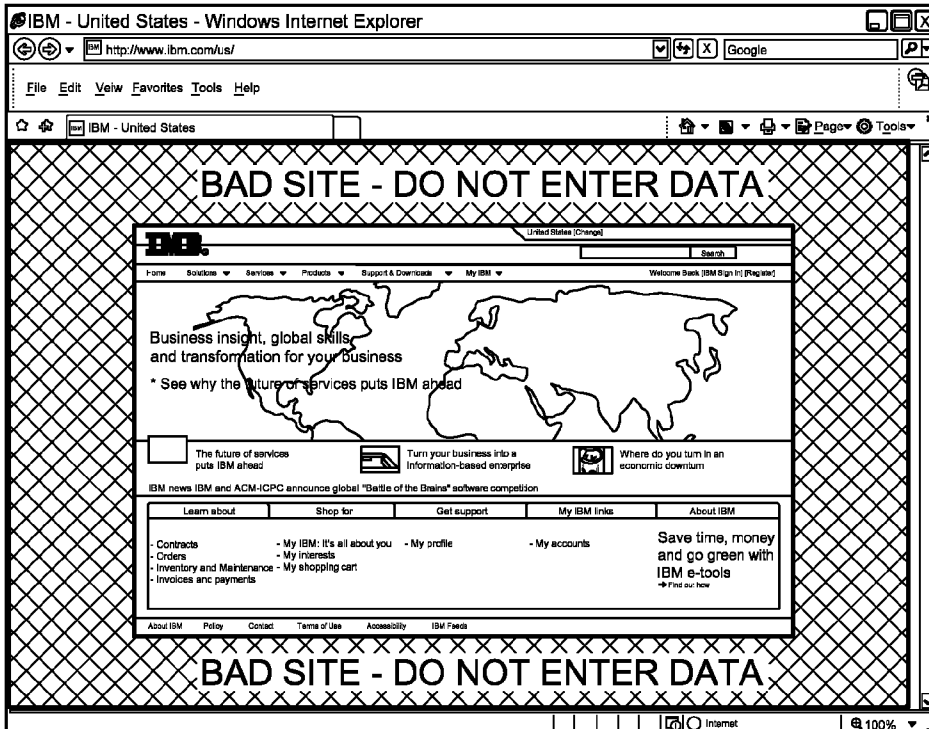 IBM - United States - Windows Internet Explorer
IBM http://www.ibm.com/us/ X Google
File Edit Veiw Favorites Tools Help
IBM IBM - United States Page Tools
BAD SITE - DO NOT ENTER DATA
United States [Change]
IBM.
Search
Home Solutions Services Products Support & Downloads My IBM Welcome Back [IBM Sign In] [Register]
Business insight, global skills,
and transformation for your business
* See why the future of services puts IBM ahead
The future of services
puts IBM ahead
Turn your business into a
Information-based enterprise
Where do you turn in an
economic downturn
IBM news IBM and ACM-ICPC announce global "Battle of the Brains" software competition
Learn about Shop for Get support My IBM links About IBM
- Contracts
- Orders
- Inventory and Maintenance
- Invoices and payments
- My IBM: It's all about you
- My interests
- My shopping cart
- My profile
- My accounts
Save time, money
and go green with
IBM e-tools
Find out how
About IBM Policy Contact Terms of Use Accessibility IBM Feeds
BAD SITE - DO NOT ENTER DATA
Internet 100%